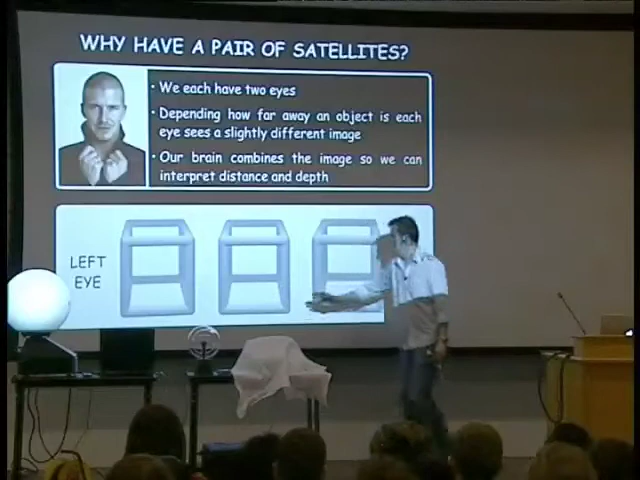 WHY HAVE A PAIR OF SATELLITES?
• We each have two eyes
• Depending how far away an object is each
eye sees a slightly different image
• Our brain combines the image so we can
interpret distance and depth
LEFT
EYE